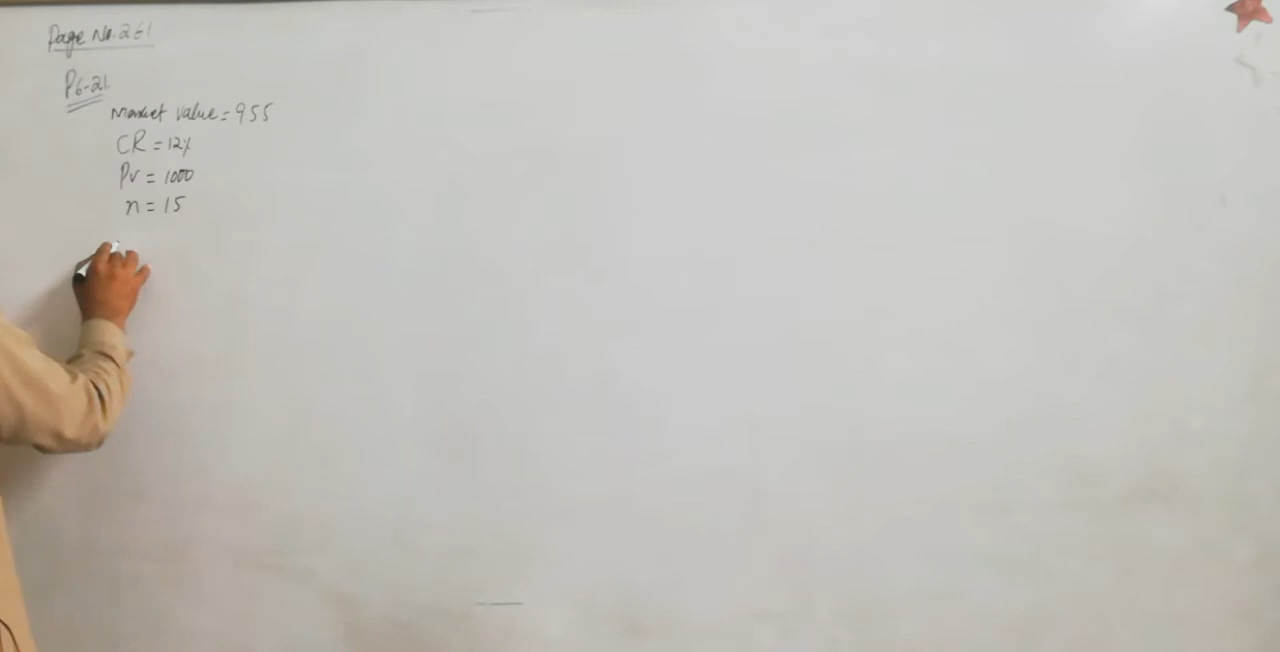 Page No. 261
P6-21
Market value = 955
CR = 12%
Pv = 1000
n = 15